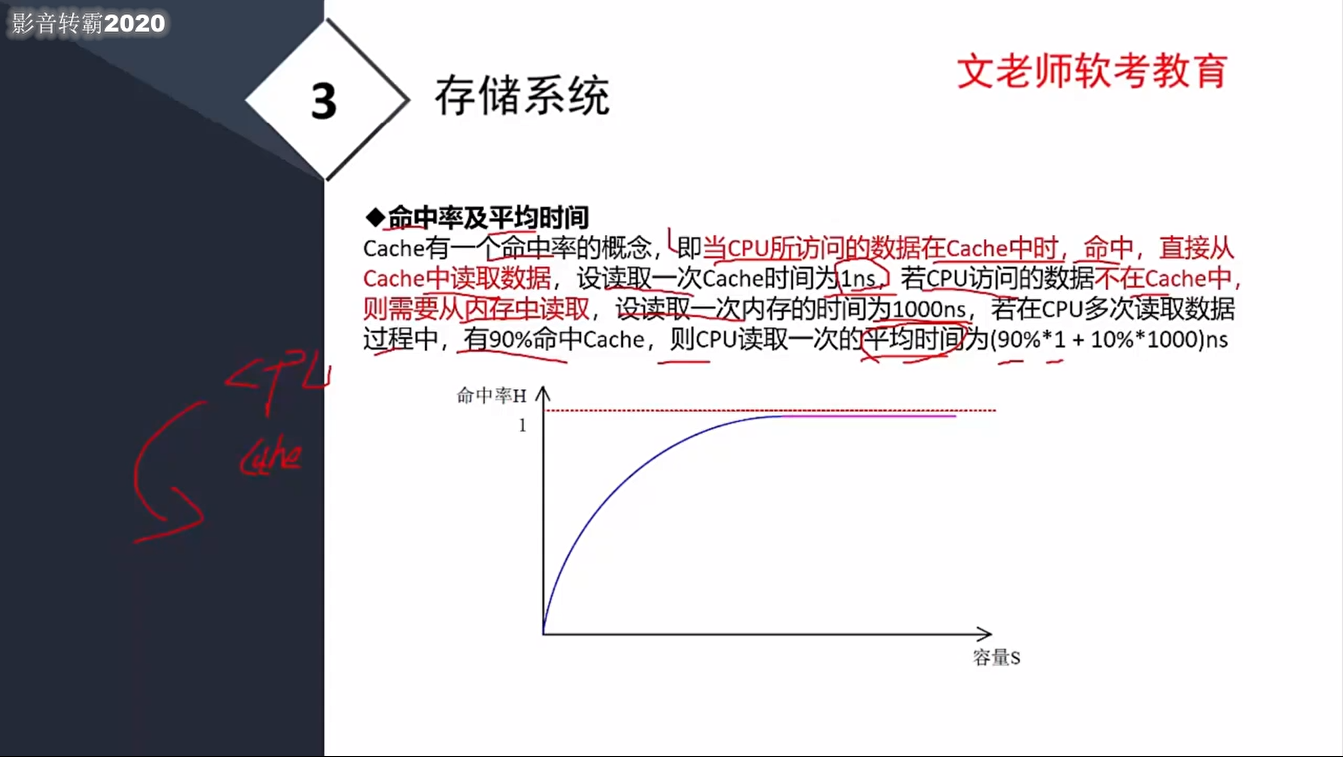 影音转霸2020
3
存储系统
文老师软考教育
◆命中率及平均时间
Cache有一个命中率的概念，即当CPU所访问的数据在Cache中时，命中，直接从
Cache中读取数据，设读取一次Cache时间为1ns，若CPU访问的数据不在Cache中，
则需要从内存中读取，设读取一次内存的时间为1000ns，若在CPU多次读取数据
过程中，有90%命中Cache，则CPU读取一次的平均时间为(90%*1 + 10%*1000)ns
CPU
Cache
命中率H
1
容量S